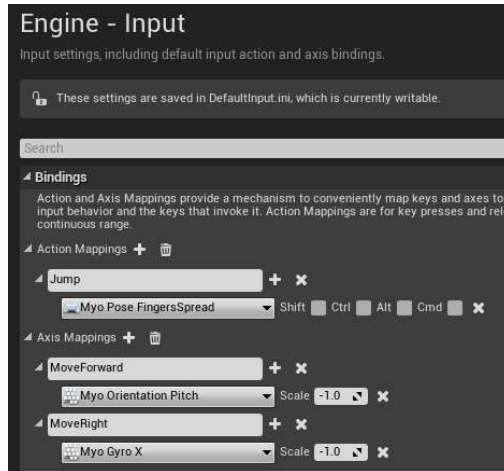 Engine - Input
Input settings, including default input action and axis bindings.
These settings are saved in DefaultInput.ini, which is currently writable.
Search
Bindings
Action and Axis Mappings provide a mechanism to conveniently map keys and axes to
input behavior and the keys that invoke it. Action Mappings are for key presses and rel
continuous range.
Action Mappings
Jump
Myo Pose FingersSpread Shift Ctrl Alt Cmd
Axis Mappings
MoveForward
Myo Orientation Pitch Scale -1.0
MoveRight
Myo Gyro X Scale -1.0